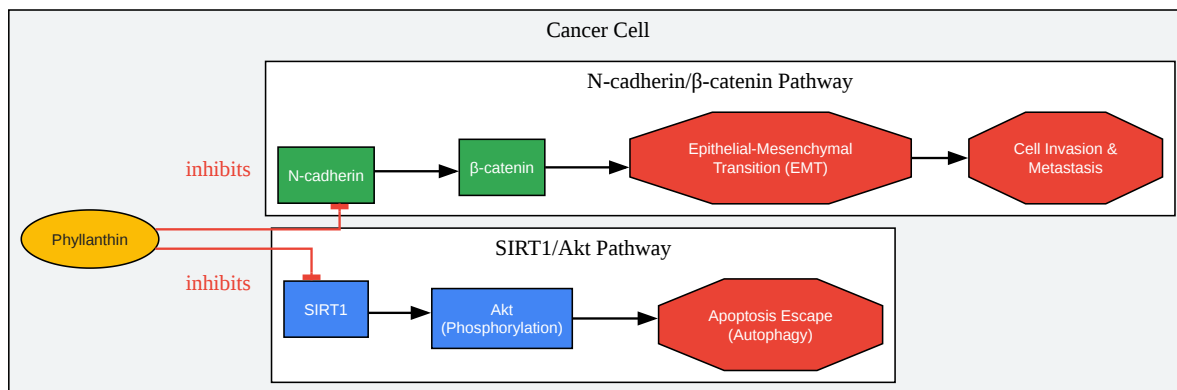 Cancer Cell
N-cadherin/β-catenin Pathway
inhibits
N-cadherin
β-catenin
Epithelial-Mesenchymal
Transition (EMT)
Cell Invasion &
Metastasis
Phyllanthin
SIRT1/Akt Pathway
inhibits
SIRT1
Akt
(Phosphorylation)
Apoptosis Escape
(Autophagy)